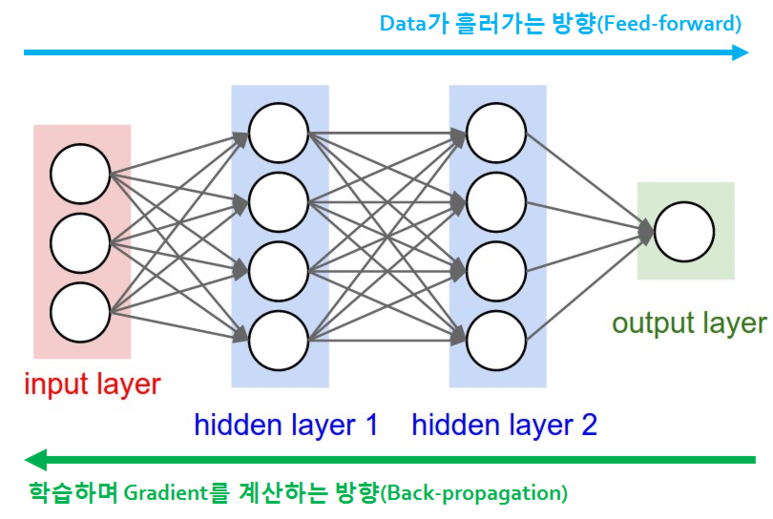 Data가 흘러가는 방향(Feed-forward)
input layer
hidden layer 1
hidden layer 2
output layer
학습하며 Gradient를 계산하는 방향(Back-propagation)